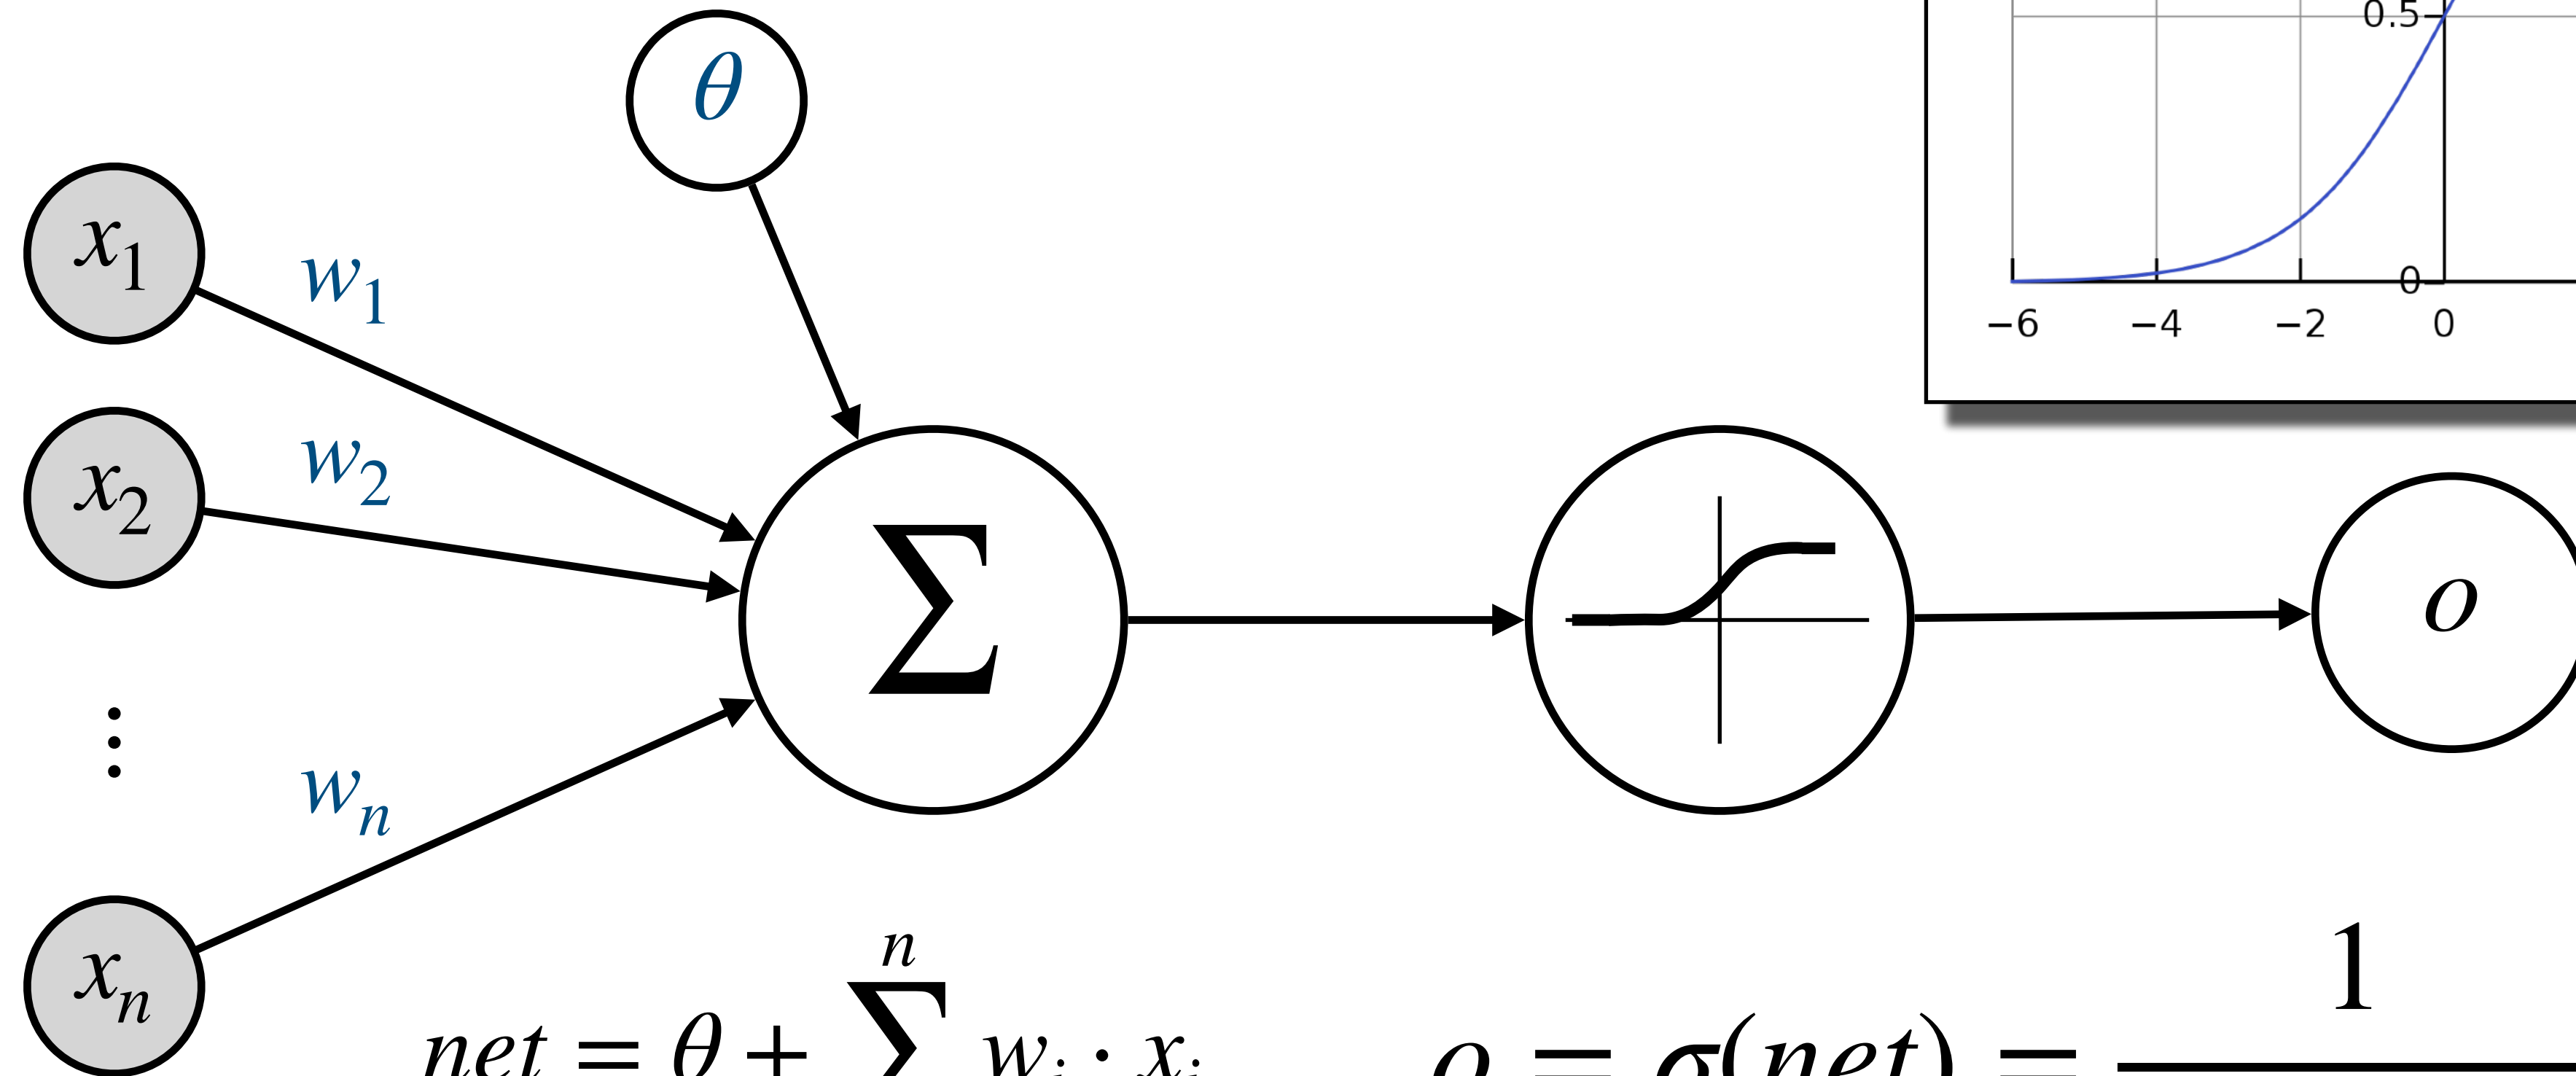 θ
0.5
0
−6 −4 −2 0
x1
w1
x2
w2
Σ
o
⋮
wn
xn
n
net = θ + Σ wi · xi
1
o = σ(net) =